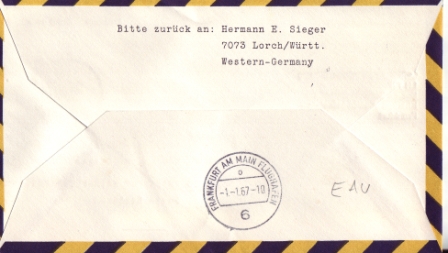 Bitte zurück an: Hermann E. Sieger
7073 Lorch/Württ.
Western-Germany
FRANKFURT AM MAIN FLUGHAFEN
-1-1.67-10
6
EAU